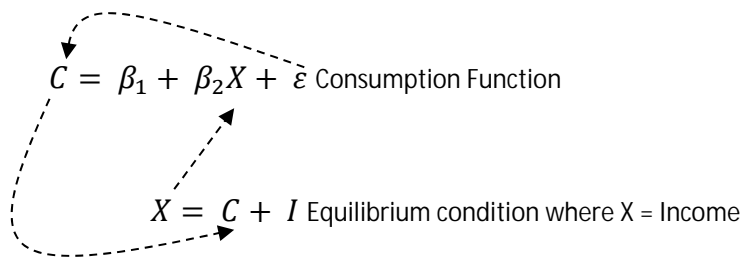 C = β₁ + β₂X + ε Consumption Function
X = C + I Equilibrium condition where X = Income